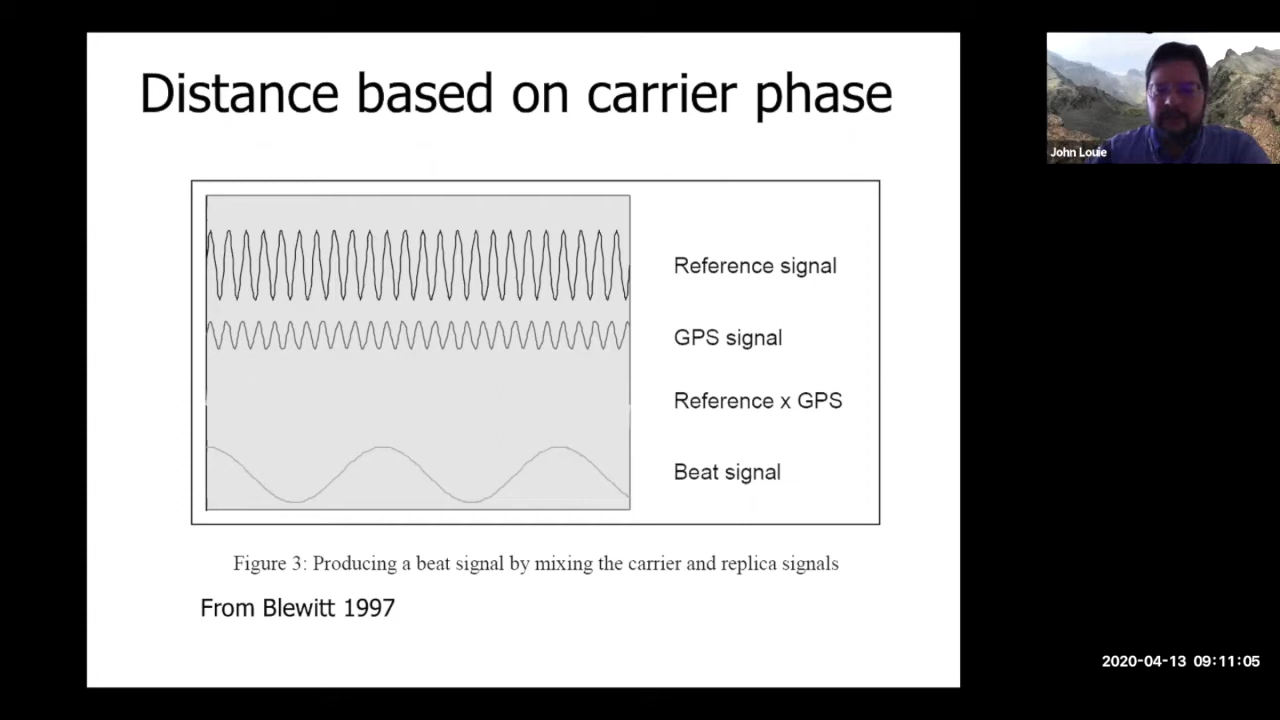 Distance based on carrier phase
Reference signal
GPS signal
Reference x GPS
Beat signal
Figure 3: Producing a beat signal by mixing the carrier and replica signals
From Blewitt 1997
John Louie
2020-04-13 09:11:05